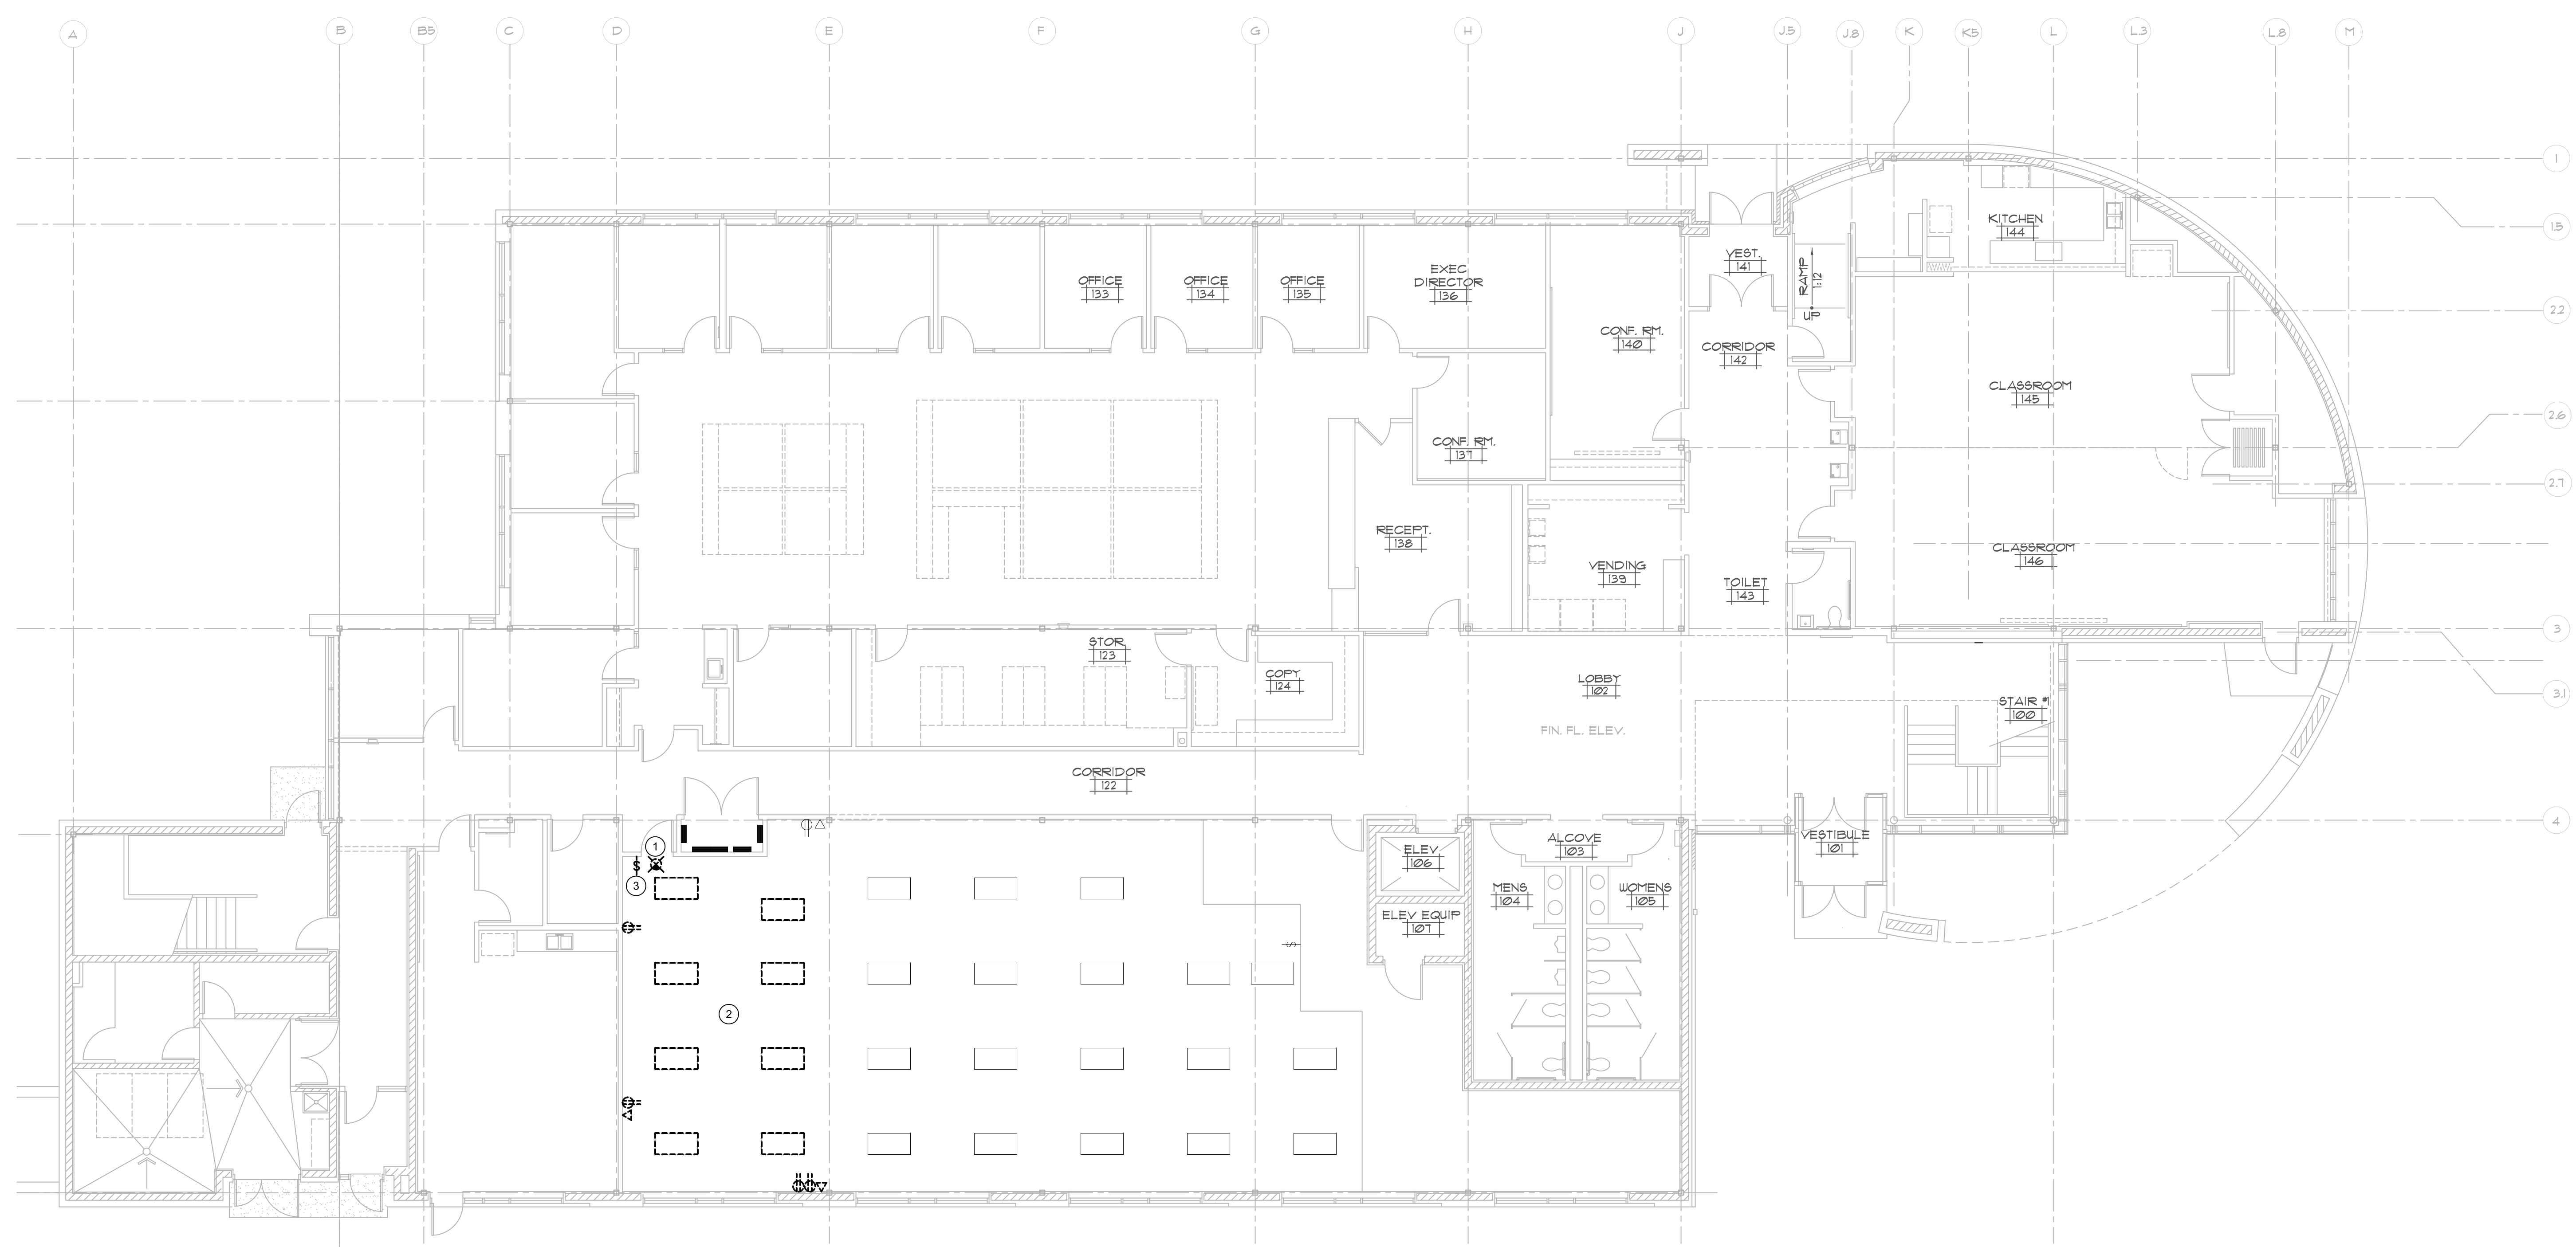 A B B5 C D E F G H J J.5 J.8 K K5 L L.3 L.8 M
1
1.5
2.2
2.6
2.7
3
3.1
4
KITCHEN
144
VEST.
141
RAMP
1:12
UP
OFFICE
133
OFFICE
134
OFFICE
135
EXEC
DIRECTOR
136
CONF. RM.
140
CORRIDOR
142
CLASSROOM
145
CONF. RM.
137
RECEPT.
138
VENDING
139
TOILET
143
CLASSROOM
146
STOR.
123
COPY
124
LOBBY
102
STAIR #1
100
FIN. FL. ELEV.
CORRIDOR
122
VESTIBULE
101
ALCOVE
103
ELEV.
106
MENS
104
WOMENS
105
ELEV EQUIP
107
1
$
3
2
$